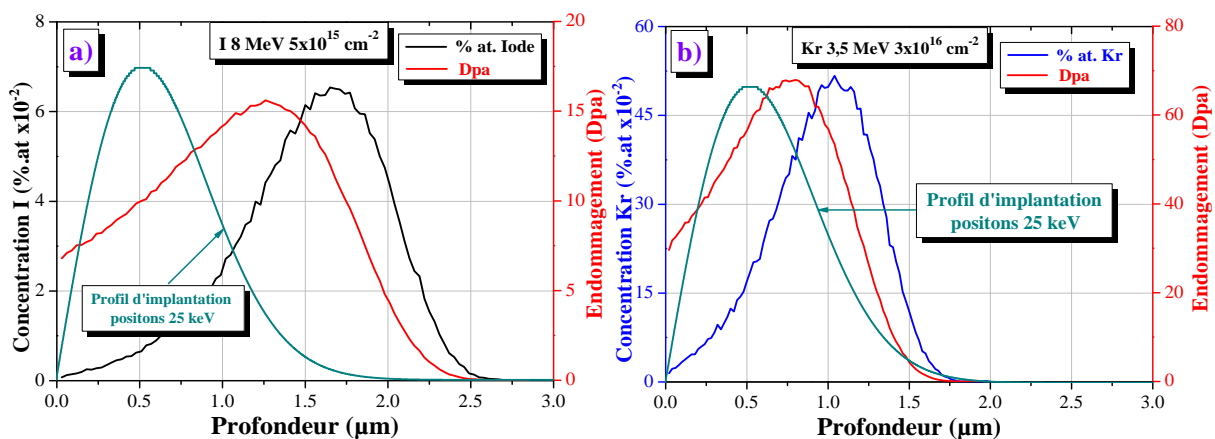 a)
I 8 MeV 5x10^15 cm^-2
% at. Iode
Dpa
Profil d'implantation
positons 25 keV
Concentration I (%.at x10^-2)
8
6
4
2
0
Endommagement (Dpa)
20
15
10
5
0
0.0 0.5 1.0 1.5 2.0 2.5 3.0
Profondeur (µm)
b)
Kr 3,5 MeV 3x10^16 cm^-2
% at. Kr
Dpa
Profil d'implantation
positons 25 keV
Concentration Kr (%.at x10^-2)
60
45
30
15
0
Endommagement (Dpa)
80
60
40
20
0
0.0 0.5 1.0 1.5 2.0 2.5 3.0
Profondeur (µm)